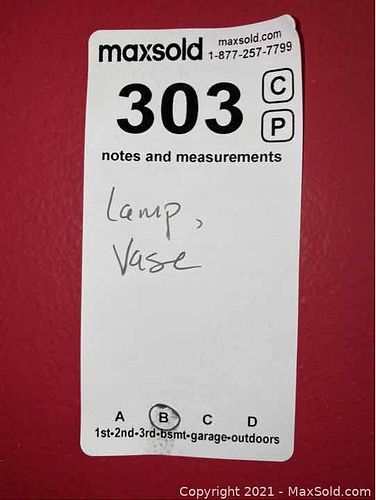 maxsold maxsold.com
1-877-257-7799
303 C
P
notes and measurements
Lamp,
Vase
A B C D
1st-2nd-3rd-bsmt-garage-outdoors
Copyright 2021 - MaxSold.com